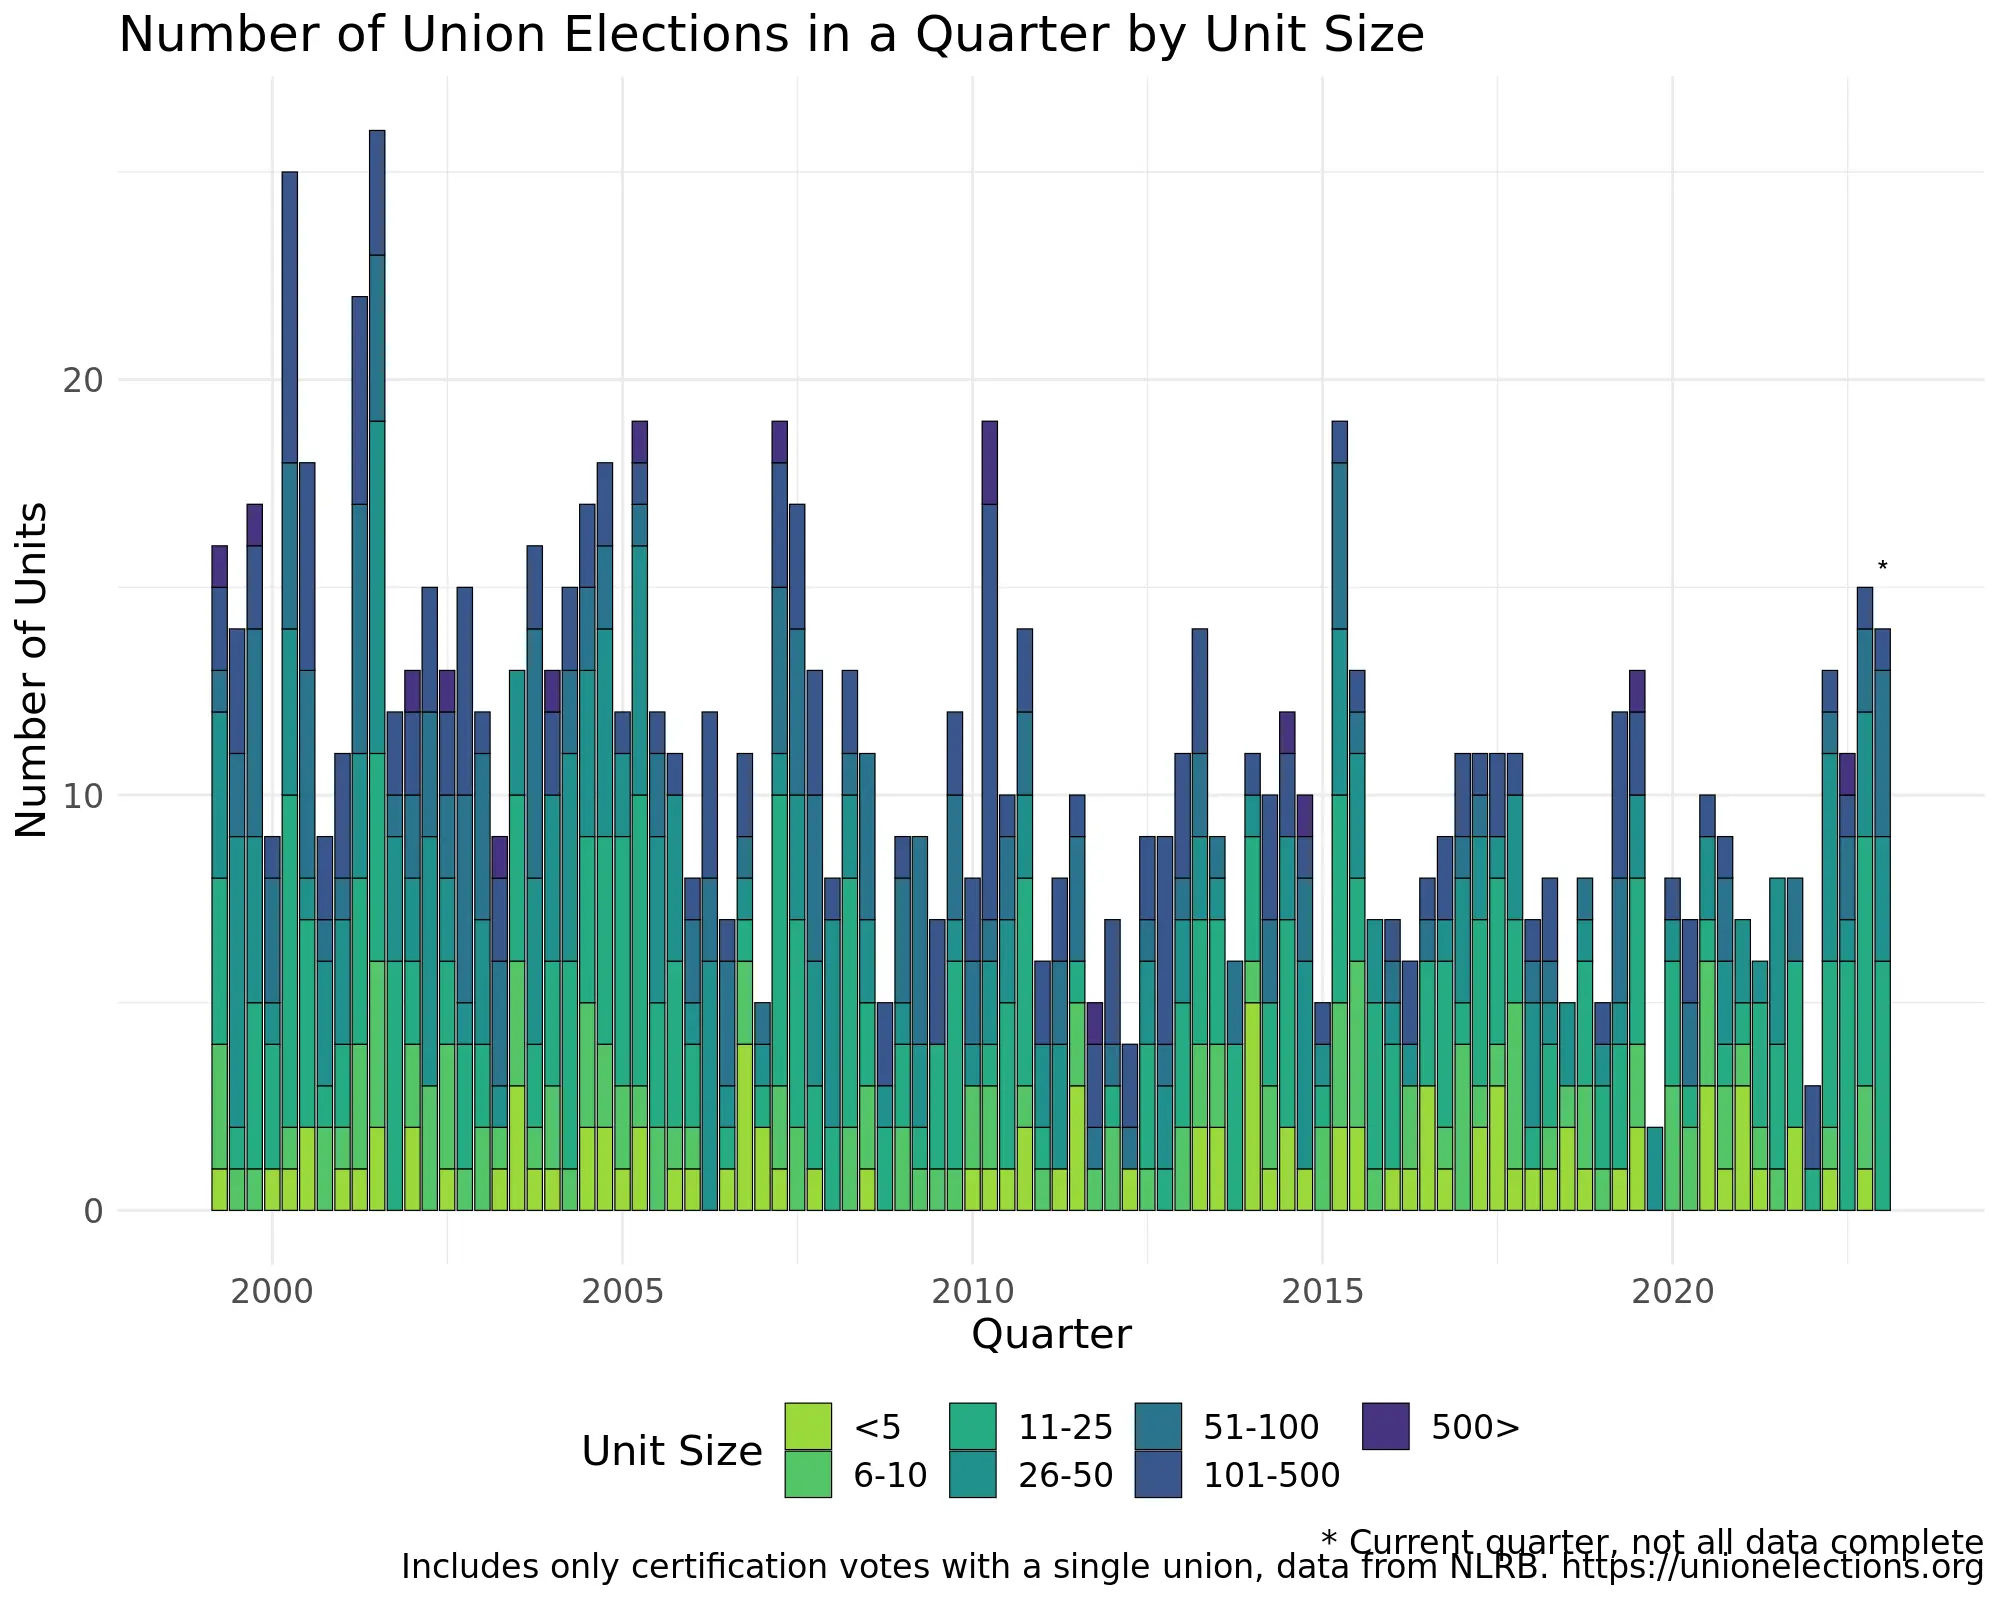 Number of Union Elections in a Quarter by Unit Size
Number of Units
20
10
0
*
2000 2005 2010 2015 2020
Quarter
Unit Size
<5 11-25 51-100 500>
6-10 26-50 101-500
* Current quarter, not all data complete
Includes only certification votes with a single union, data from NLRB. https://unionelections.org